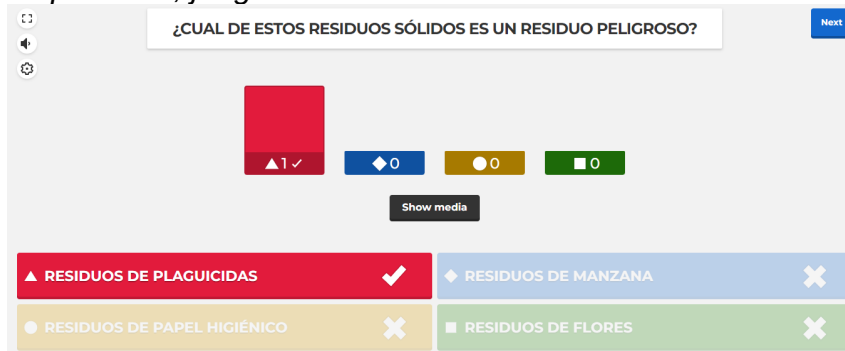 ¿CUAL DE ESTOS RESIDUOS SÓLIDOS ES UN RESIDUO PELIGROSO?
Next
1
0
0
0
Show media
RESIDUOS DE PLAGUICIDAS
RESIDUOS DE MANZANA
RESIDUOS DE PAPEL HIGIÉNICO
RESIDUOS DE FLORES